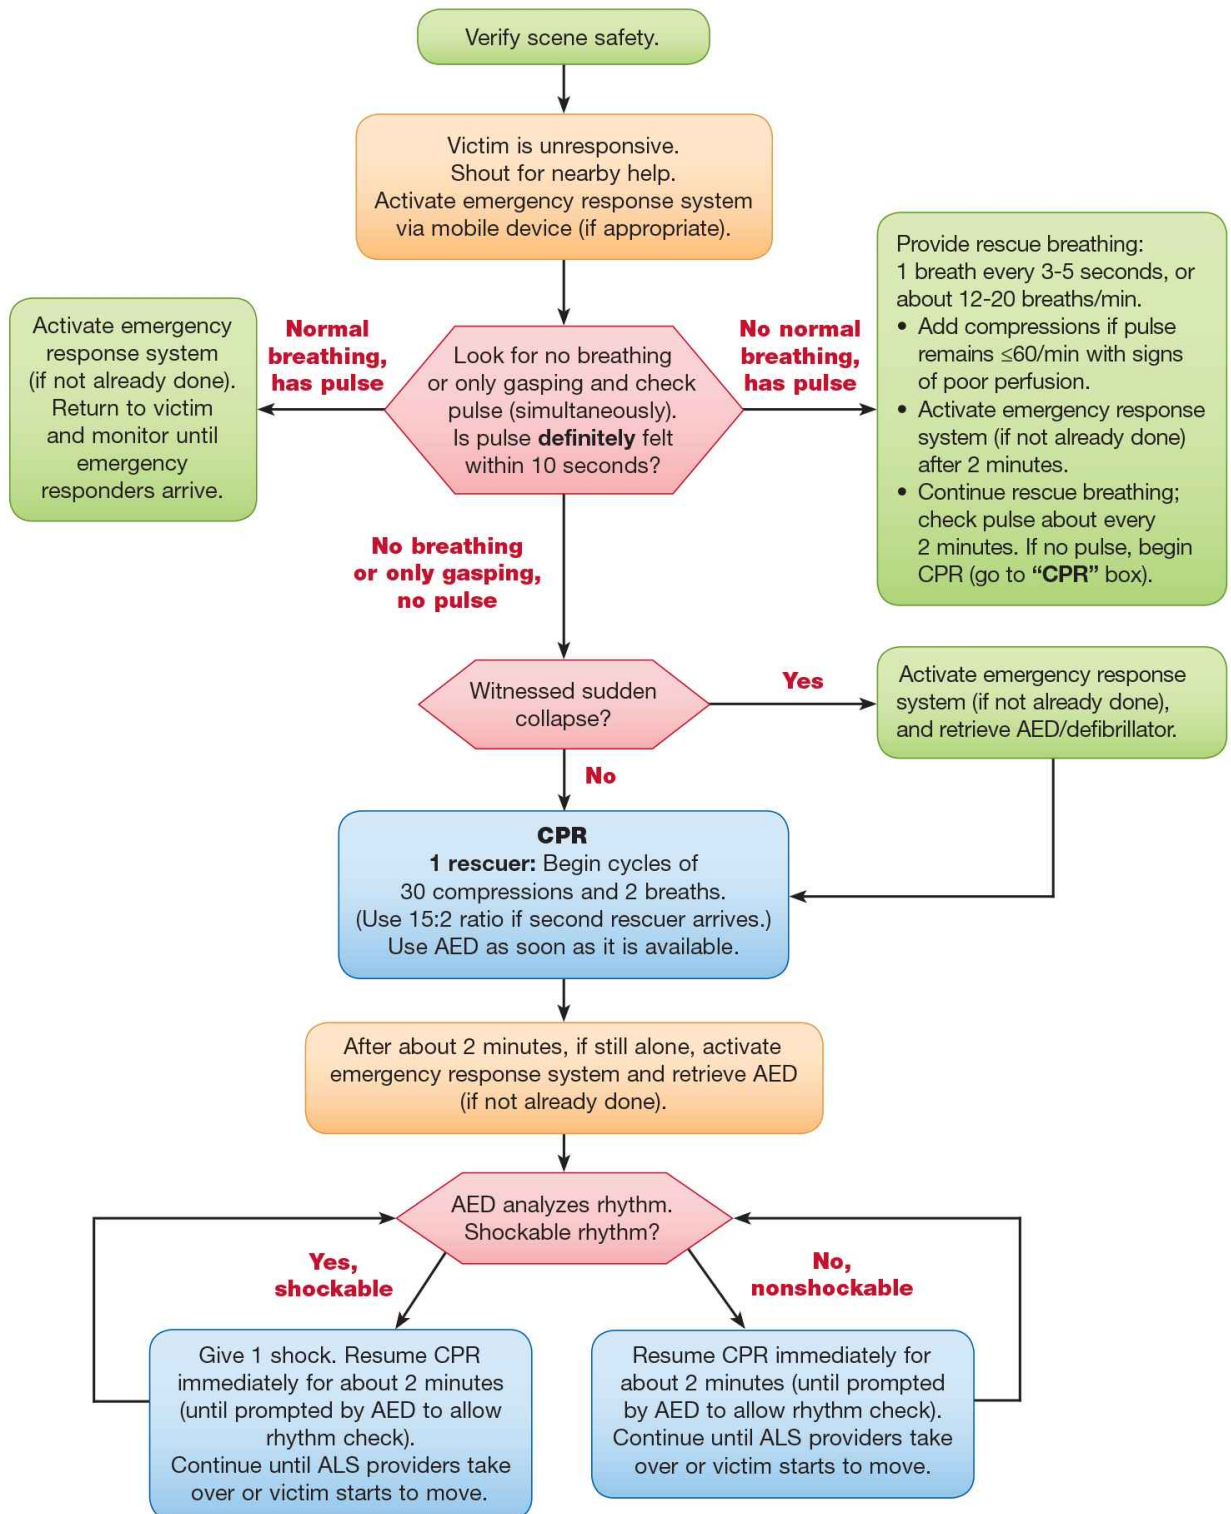 Verify scene safety.
Victim is unresponsive.
Shout for nearby help.
Activate emergency response system
via mobile device (if appropriate).
Activate emergency
response system
(if not already done).
Return to victim
and monitor until
emergency
responders arrive.
Normal
breathing,
has pulse
Look for no breathing
or only gasping and check
pulse (simultaneously).
Is pulse definitely felt
within 10 seconds?
No normal
breathing,
has pulse
Provide rescue breathing:
1 breath every 3-5 seconds, or
about 12-20 breaths/min.
• Add compressions if pulse
remains ≤60/min with signs
of poor perfusion.
• Activate emergency response
system (if not already done)
after 2 minutes.
• Continue rescue breathing;
check pulse about every
2 minutes. If no pulse, begin
CPR (go to “CPR” box).
No breathing
or only gasping,
no pulse
Witnessed sudden
collapse?
Yes
Activate emergency response
system (if not already done),
and retrieve AED/defibrillator.
No
CPR
1 rescuer: Begin cycles of
30 compressions and 2 breaths.
(Use 15:2 ratio if second rescuer arrives.)
Use AED as soon as it is available.
After about 2 minutes, if still alone, activate
emergency response system and retrieve AED
(if not already done).
AED analyzes rhythm.
Shockable rhythm?
Yes,
shockable
No,
nonshockable
Give 1 shock. Resume CPR
immediately for about 2 minutes
(until prompted by AED to allow
rhythm check).
Continue until ALS providers take
over or victim starts to move.
Resume CPR immediately for
about 2 minutes (until prompted
by AED to allow rhythm check).
Continue until ALS providers take
over or victim starts to move.